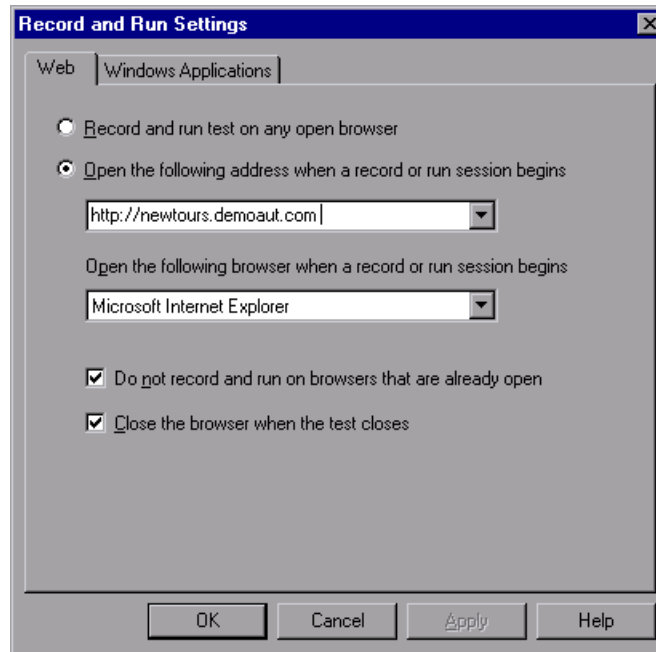 Record and Run Settings
Web Windows Applications
Record and run test on any open browser
Open the following address when a record or run session begins
http://newtours.demoaut.com
Open the following browser when a record or run session begins
Microsoft Internet Explorer
Do not record and run on browsers that are already open
Close the browser when the test closes
OK Cancel Apply Help